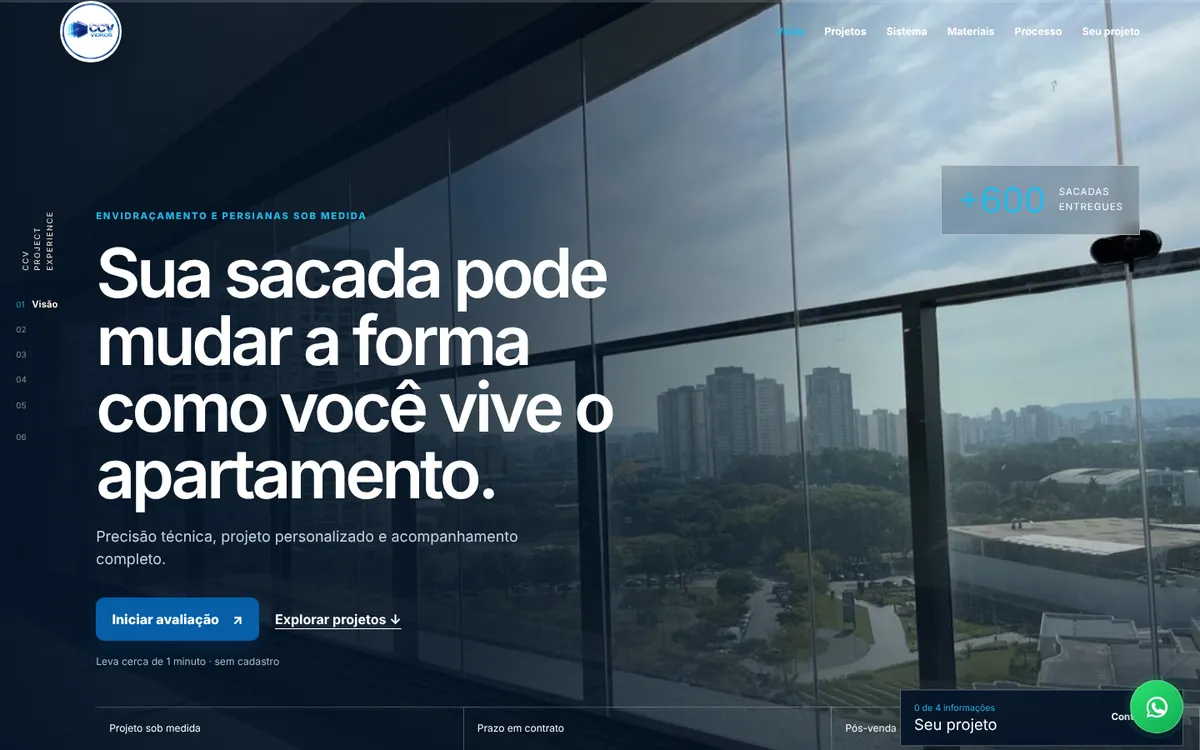 CCV
VIDROS
Projetos
Sistema
Materiais
Processo
Seu projeto
+600
SACADAS
ENTREGUES
CCV
PROJECT
EXPERIENCE
01 Visão
02
03
04
05
06
ENVIDRAÇAMENTO E PERSIANAS SOB MEDIDA
Sua sacada pode
mudar a forma
como você vive o
apartamento.
Precisão técnica, projeto personalizado e acompanhamento
completo.
Iniciar avaliação ↗
Explorar projetos ↓
Leva cerca de 1 minuto · sem cadastro
Projeto sob medida
Prazo em contrato
Pós-venda
0 de 4 informações
Seu projeto